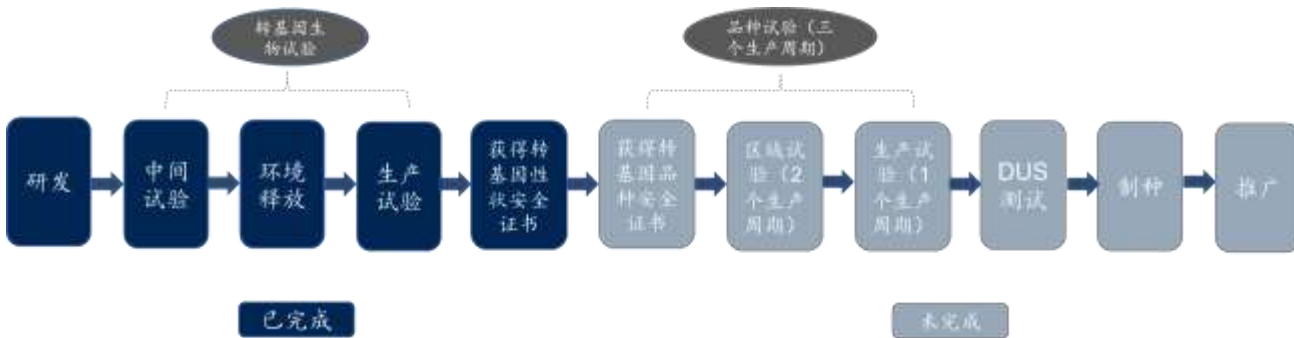 转基因生
物试验
品种试验（三
个生产周期）
研发
中间
试验
环境
释放
生产
试验
获得转
基因性
状安全
证书
获得转
基因品
种安全
证书
区域试
验（2
个生产
周期）
生产试
验（1
个生产
周期）
DUS
测试
制种
推广
已完成
未完成